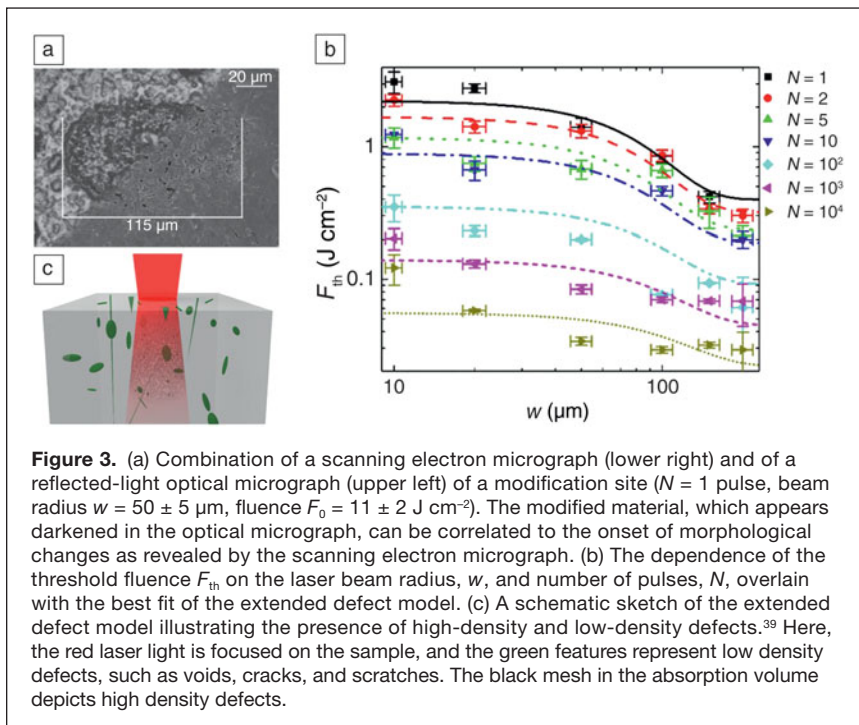 a
20 µm
115 µm
c
b
F_th (J cm⁻²)
1
0.1
10
100
w (µm)
N = 1
N = 2
N = 5
N = 10
N = 10²
N = 10³
N = 10⁴
Figure 3. (a) Combination of a scanning electron micrograph (lower right) and of a
reflected-light optical micrograph (upper left) of a modification site (N = 1 pulse, beam
radius w = 50 ± 5 µm, fluence F₀ = 11 ± 2 J cm⁻²). The modified material, which appears
darkened in the optical micrograph, can be correlated to the onset of morphological
changes as revealed by the scanning electron micrograph. (b) The dependence of the
threshold fluence F_th on the laser beam radius, w, and number of pulses, N, overlain
with the best fit of the extended defect model. (c) A schematic sketch of the extended
defect model illustrating the presence of high-density and low-density defects.³⁹ Here,
the red laser light is focused on the sample, and the green features represent low density
defects, such as voids, cracks, and scratches. The black mesh in the absorption volume
depicts high density defects.